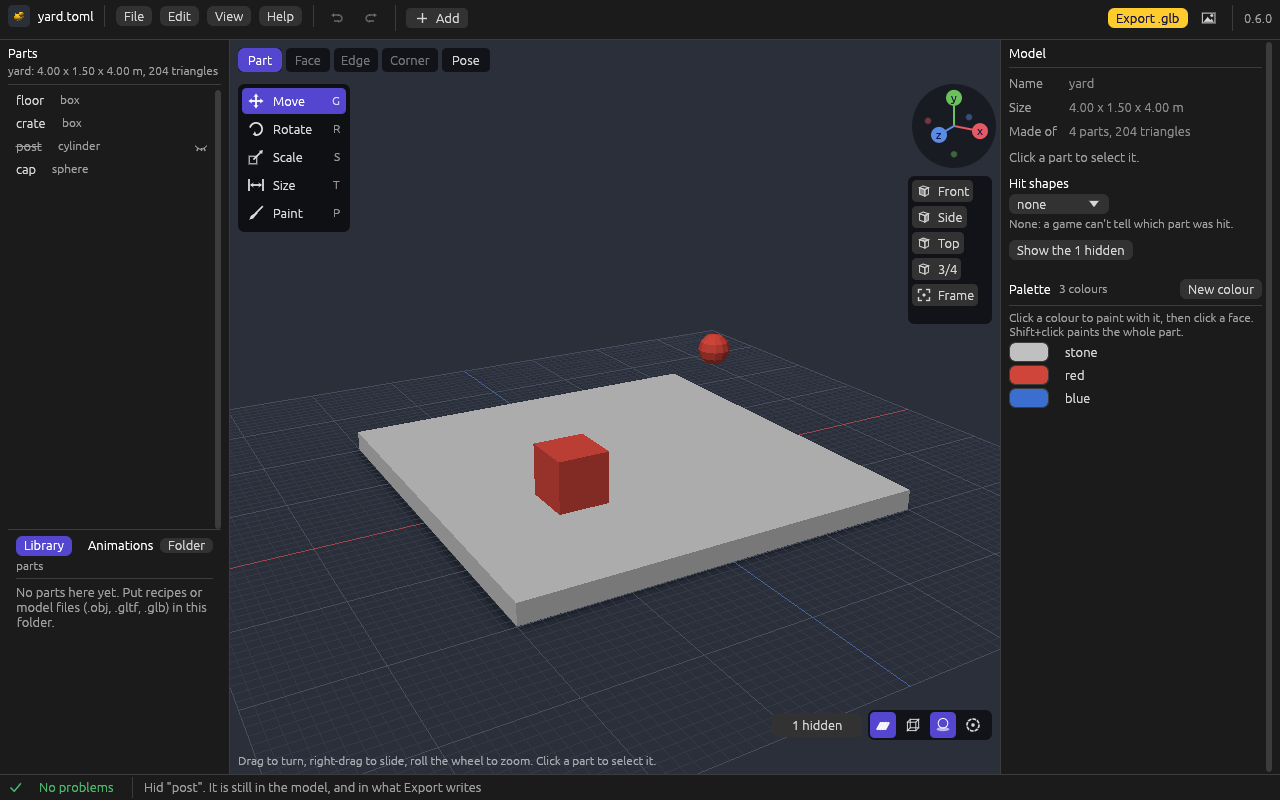 yard.toml File Edit View Help Add Export .glb 0.6.0
Parts
yard: 4.00 x 1.50 x 4.00 m, 204 triangles
floor box
crate box
post cylinder
cap sphere
Library Animations Folder
parts
No parts here yet. Put recipes or
model files (.obj, .gltf, .glb) in this
folder.
Part Face Edge Corner Pose
Move G
Rotate R
Scale S
Size T
Paint P
y
x
z
Front
Side
Top
3/4
Frame
1 hidden
Drag to turn, right-drag to slide, roll the wheel to zoom. Click a part to select it.
Model
Name yard
Size 4.00 x 1.50 x 4.00 m
Made of 4 parts, 204 triangles
Click a part to select it.
Hit shapes
none
None: a game can't tell which part was hit.
Show the 1 hidden
Palette 3 colours New colour
Click a colour to paint with it, then click a face.
Shift+click paints the whole part.
stone
red
blue
No problems Hid "post". It is still in the model, and in what Export writes